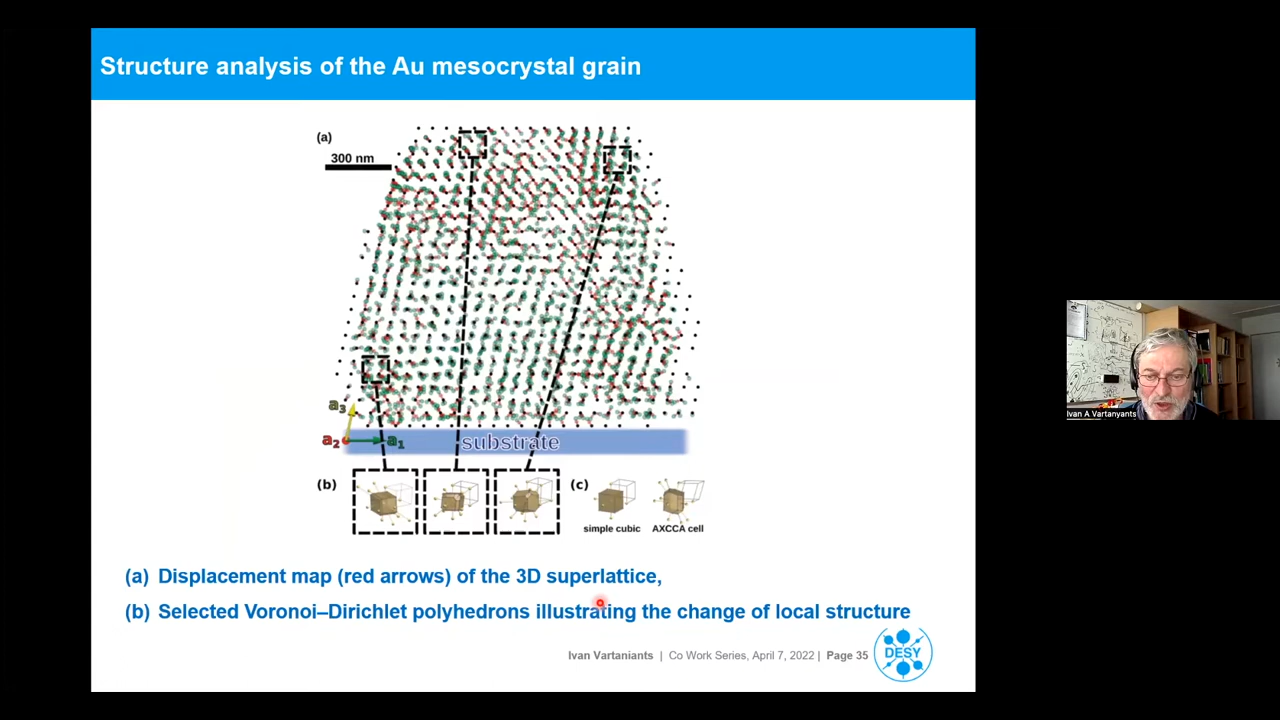 Structure analysis of the Au mesocrystal grain
(a)
300 nm
a3
a2
a1
substrate
(b)
(c)
simple cubic
AXCCA cell
(a) Displacement map (red arrows) of the 3D superlattice,
(b) Selected Voronoi–Dirichlet polyhedrons illustrating the change of local structure
Ivan Vartaniants | Co Work Series, April 7, 2022 | Page 35
DESY
Ivan A Vartanyants